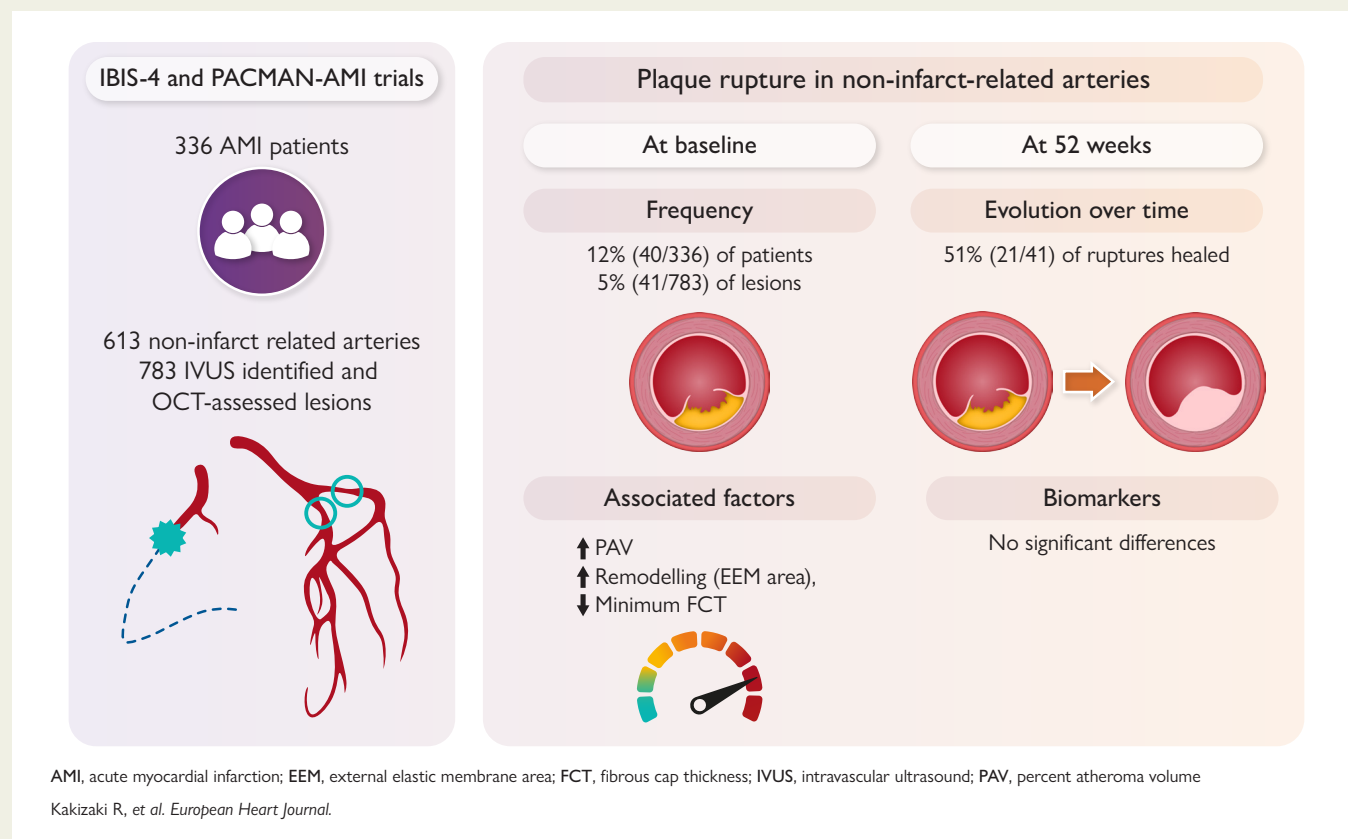 IBIS-4 and PACMAN-AMI trials
336 AMI patients
613 non-infarct related arteries
783 IVUS identified and
OCT-assessed lesions
Plaque rupture in non-infarct-related arteries
At baseline
Frequency
12% (40/336) of patients
5% (41/783) of lesions
Associated factors
PAV
Remodelling (EEM area),
Minimum FCT
At 52 weeks
Evolution over time
51% (21/41) of ruptures healed
Biomarkers
No significant differences
AMI, acute myocardial infarction; EEM, external elastic membrane area; FCT, fibrous cap thickness; IVUS, intravascular ultrasound; PAV, percent atheroma volume
Kakizaki R, et al. European Heart Journal.